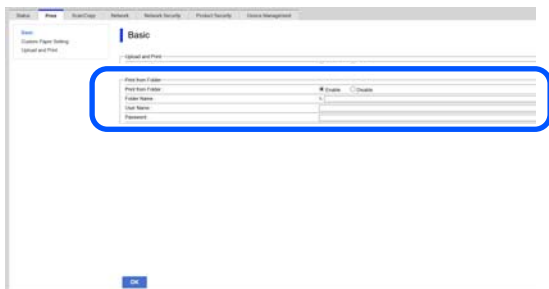 Status Print Scan/Copy Network Network Security Product Security Device Management
Basic
Custom Paper Setting
Upload and Print
Basic
Upload and Print
Print from Folder
Print from Folder Enable Disable
Folder Name
User Name
Password
OK